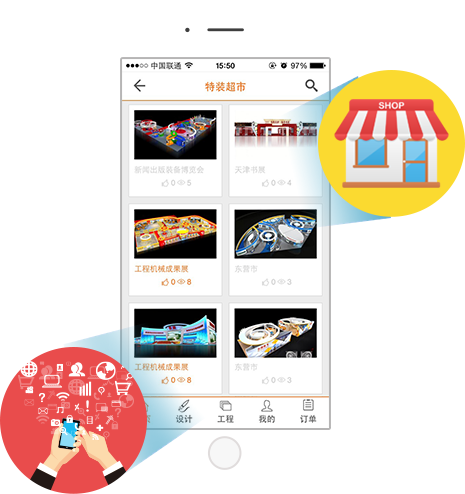 中国联通 15:50 97%
特装超市
SHOP
新闻出版装备博览会
0 5
天津书展
0 4
工程机械成果展
0 8
东营市
0 3
工程机械成果展
0 8
东营市
0 3
设计 工程 我的 订单